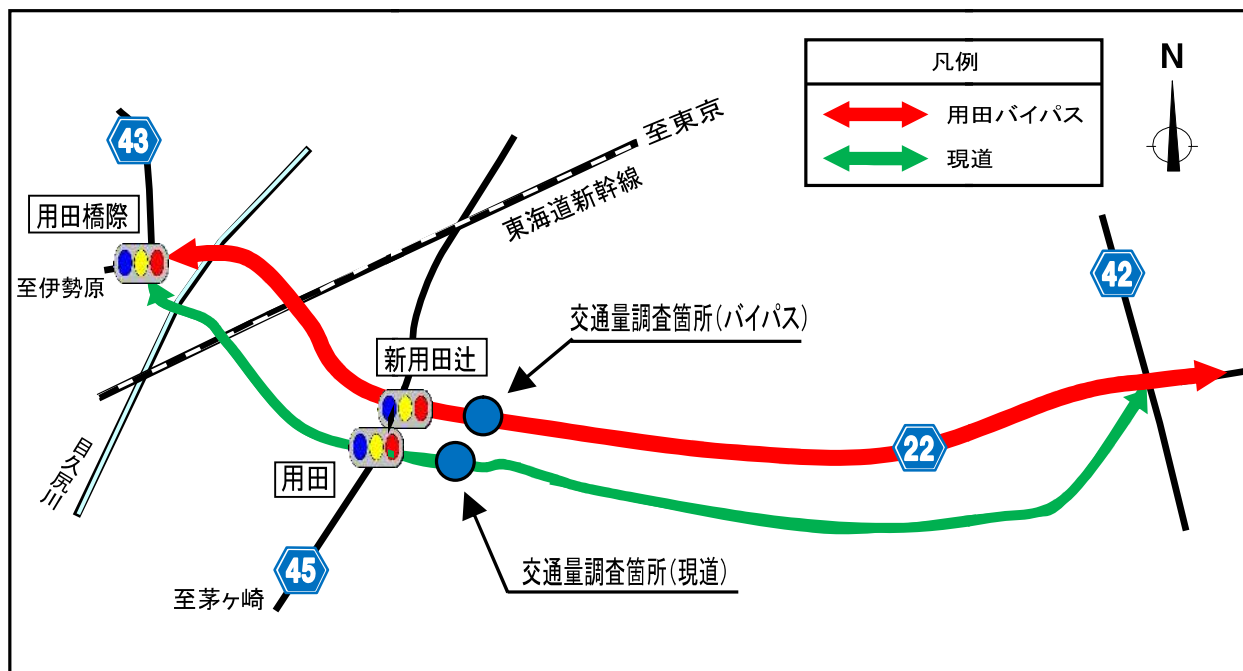 凡例
用田バイパス
現道
N
至東京
東海道新幹線
43
用田橋際
至伊勢原
42
交通量調査箇所(バイパス)
新用田辻
22
用田
目久尻川
45
交通量調査箇所(現道)
至茅ヶ崎